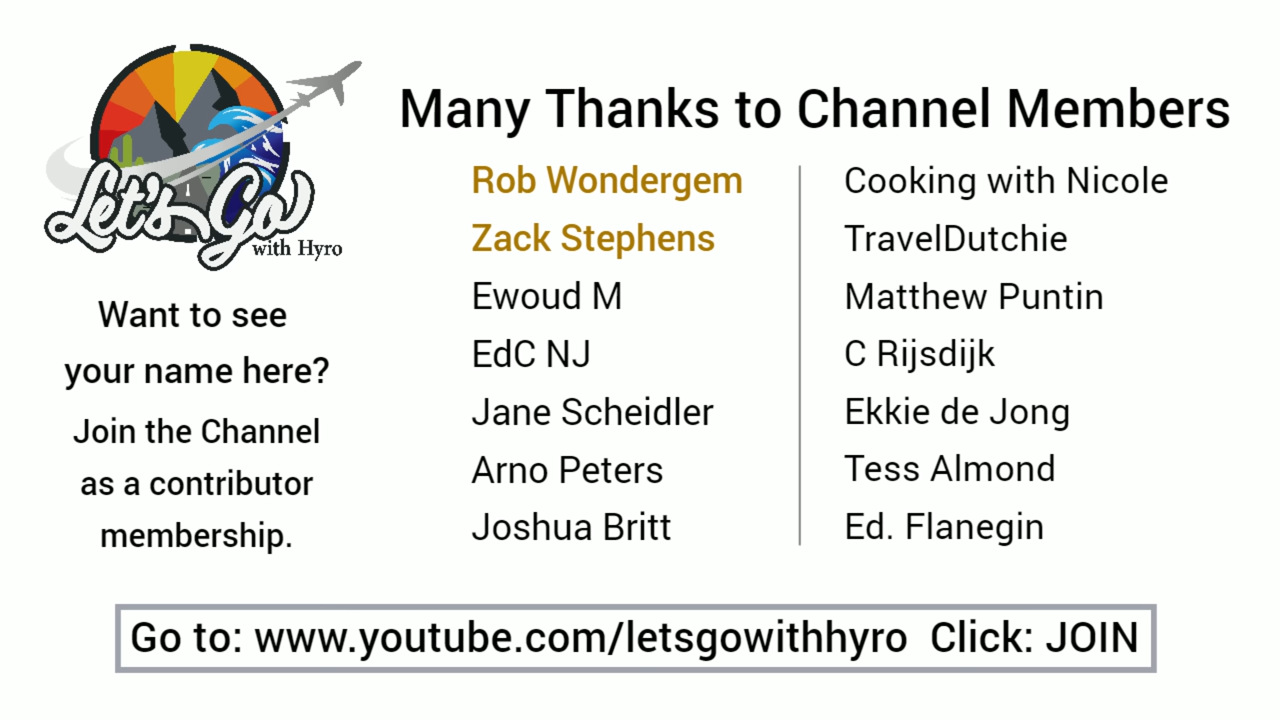 Let's Go
with Hyro
Want to see
your name here?
Join the Channel
as a contributor
membership.
Many Thanks to Channel Members
Rob Wondergem
Zack Stephens
Ewoud M
EdC NJ
Jane Scheidler
Arno Peters
Joshua Britt
Cooking with Nicole
TravelDutchie
Matthew Puntin
C Rijsdijk
Ekkie de Jong
Tess Almond
Ed. Flanegin
Go to: www.youtube.com/letsgowithhyro Click: JOIN